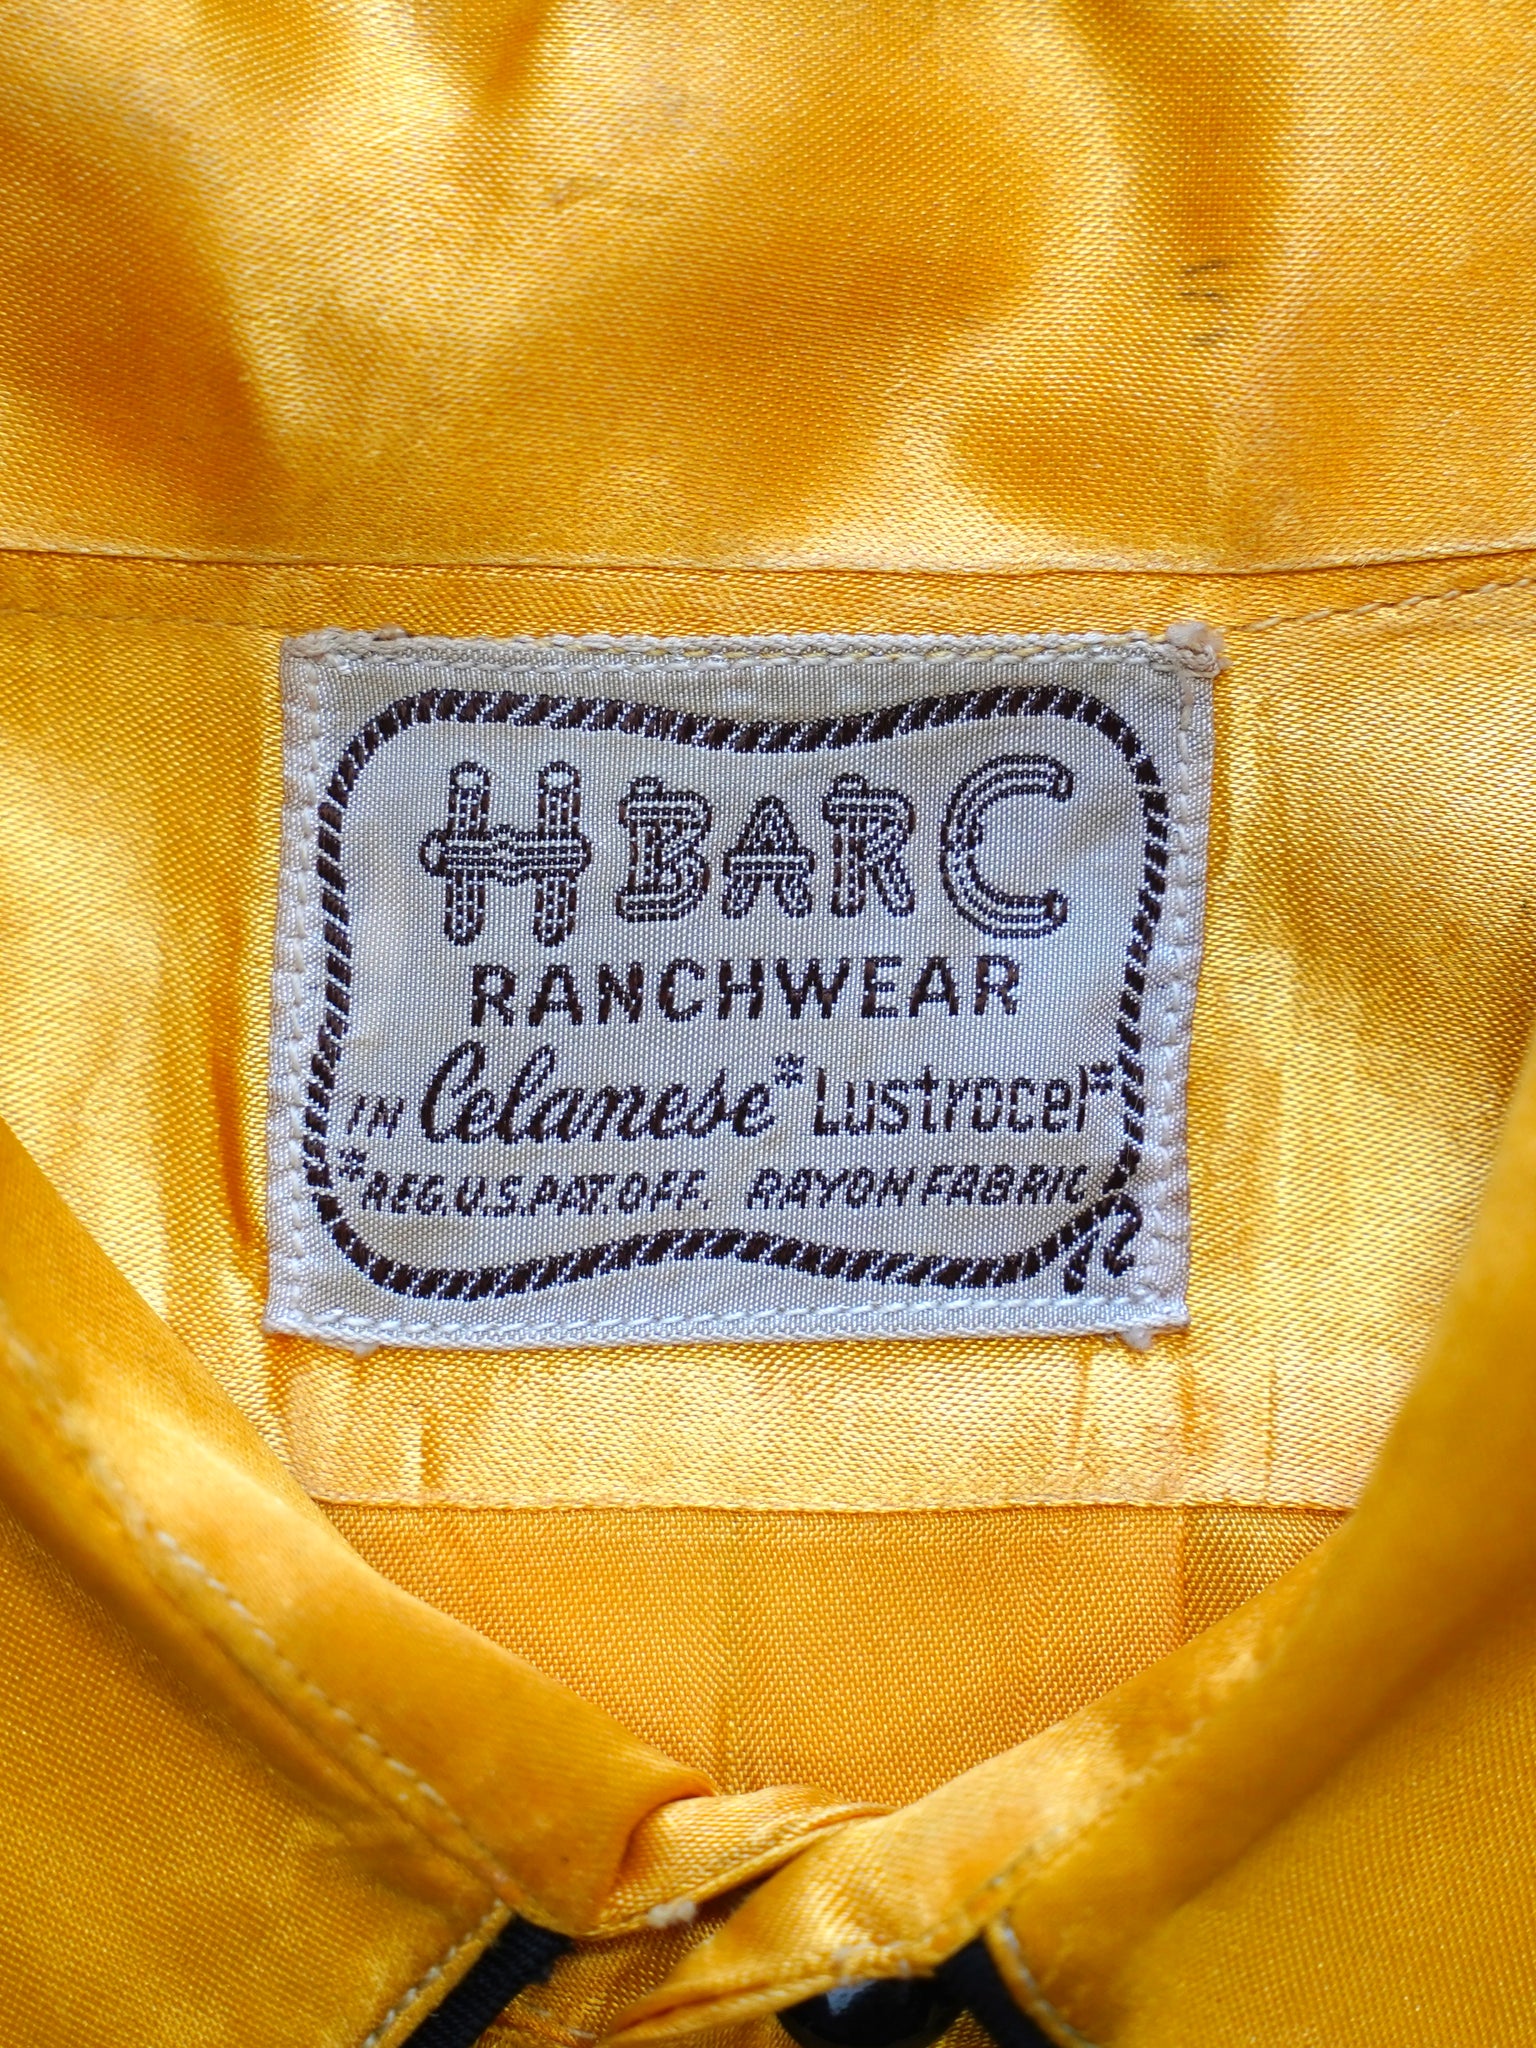 H BAR C
RANCHWEAR
IN Celanese* Lustrocel*
*REG.U.S.PAT.OFF. RAYON FABRIC